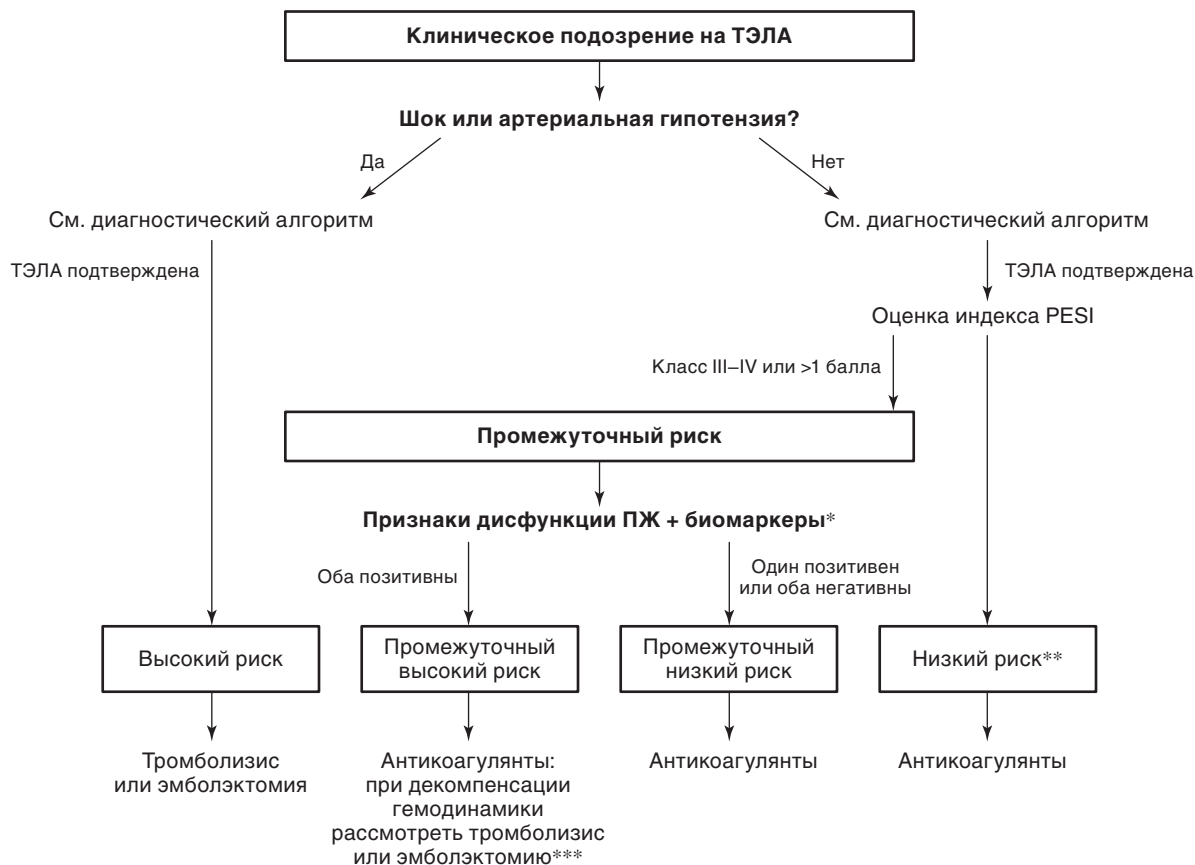 Клиническое подозрение на ТЭЛА
Шок или артериальная гипотензия?
Да
Нет
См. диагностический алгоритм
См. диагностический алгоритм
ТЭЛА подтверждена
ТЭЛА подтверждена
Оценка индекса PESI
Класс III–IV или >1 балла
Промежуточный риск
Признаки дисфункции ПЖ + биомаркеры*
Оба позитивны
Один позитивен
или оба негативны
Высокий риск
Промежуточный
высокий риск
Промежуточный
низкий риск
Низкий риск**
Тромболизис
или эмболэктомия
Антикоагулянты:
при декомпенсации
гемодинамики
рассмотреть тромболизис
или эмболэктомию***
Антикоагулянты
Антикоагулянты